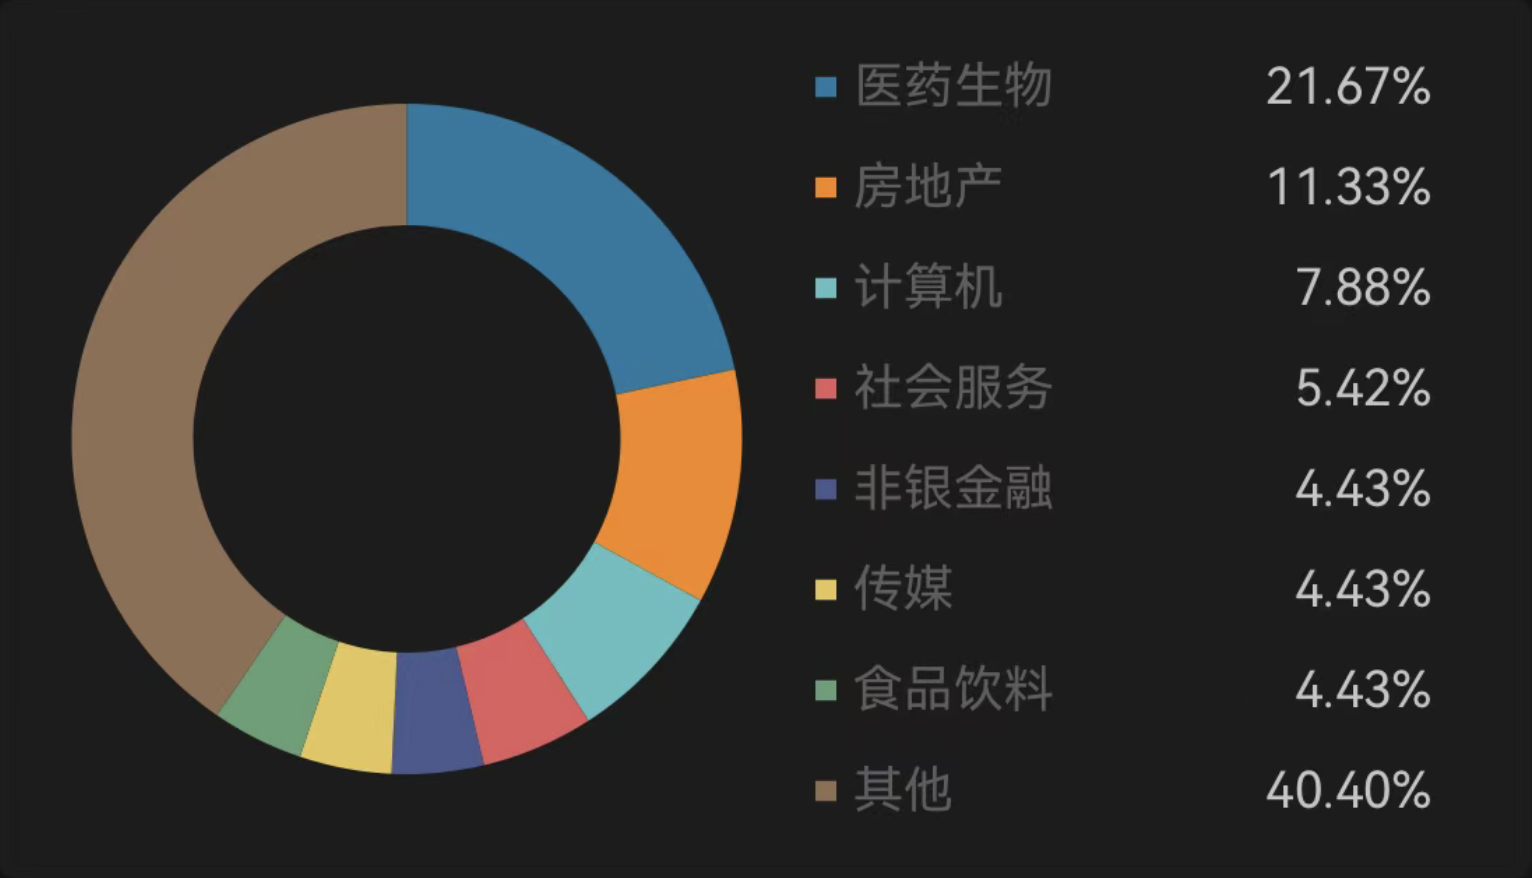 医药生物 21.67%
房地产 11.33%
计算机 7.88%
社会服务 5.42%
非银金融 4.43%
传媒 4.43%
食品饮料 4.43%
其他 40.40%